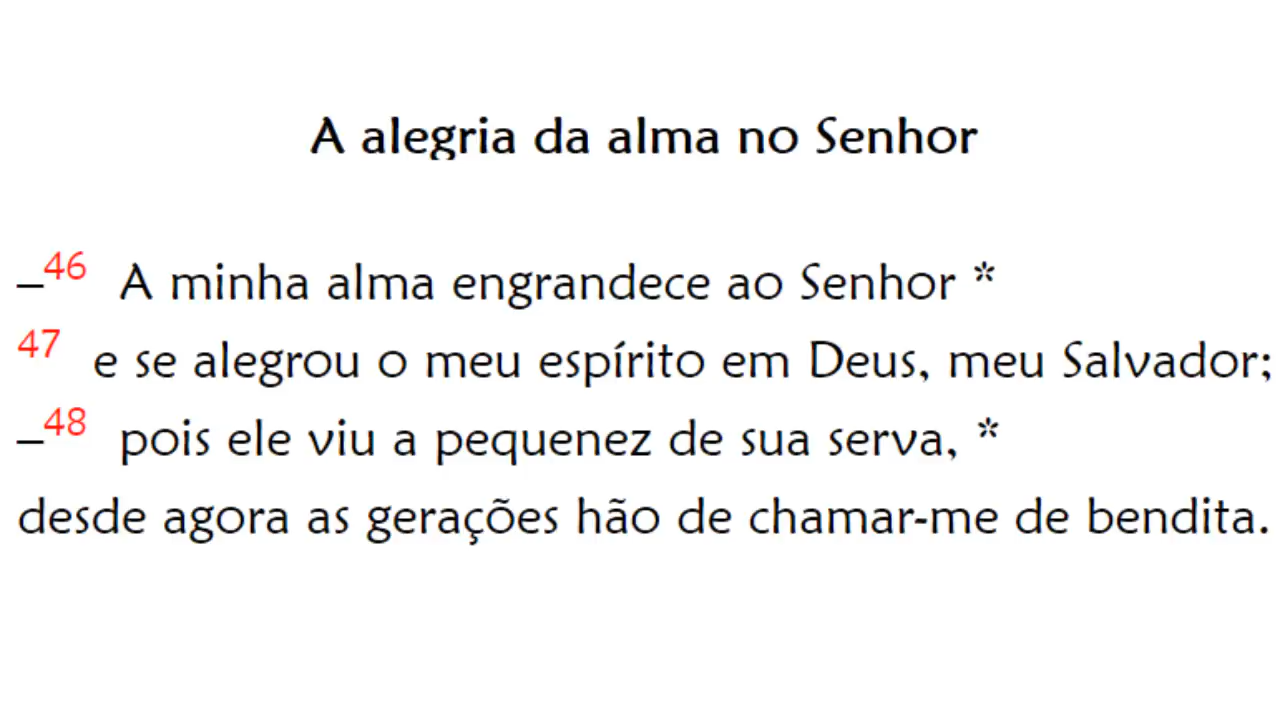 A alegria da alma no Senhor
–46 A minha alma engrandece ao Senhor *
47 e se alegrou o meu espírito em Deus, meu Salvador;
–48 pois ele viu a pequenez de sua serva, *
desde agora as gerações hão de chamar-me de bendita.